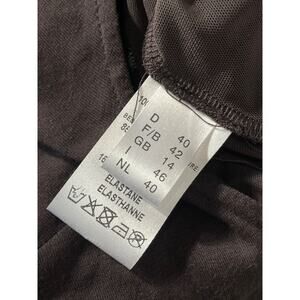 D 40
F/B 42
GB 14
I 46
NL 40
ELASTANE
ELASTHANNE